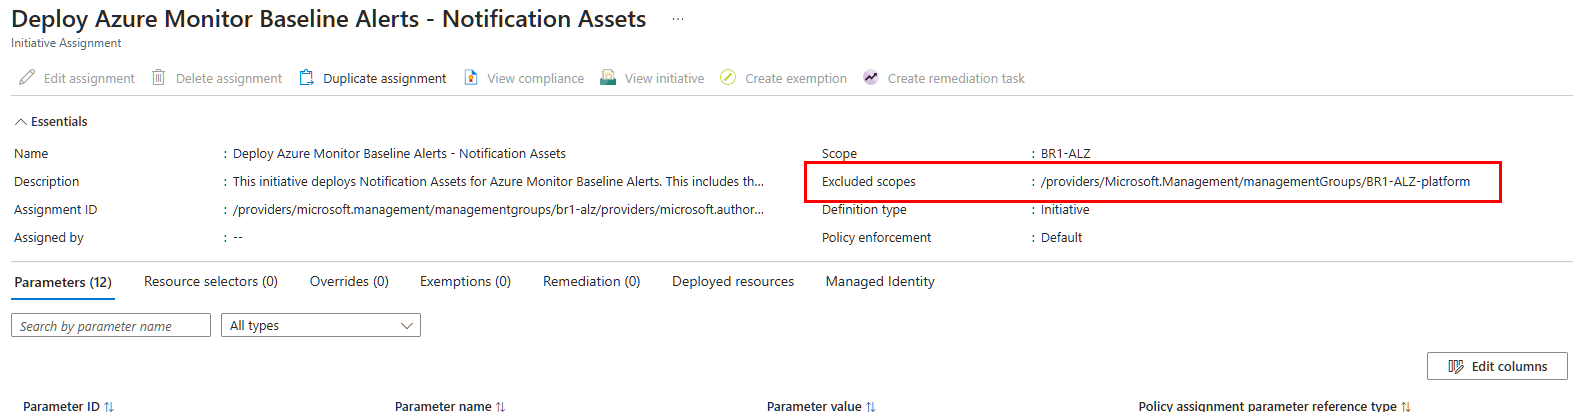 Deploy Azure Monitor Baseline Alerts - Notification Assets ...
Initiative Assignment
Edit assignment Delete assignment Duplicate assignment View compliance View initiative Create exemption Create remediation task
Essentials
Name : Deploy Azure Monitor Baseline Alerts - Notification Assets Scope : BR1-ALZ
Description : This initiative deploys Notification Assets for Azure Monitor Baseline Alerts. This includes th... Excluded scopes : /providers/Microsoft.Management/managementGroups/BR1-ALZ-platform
Assignment ID : /providers/microsoft.management/managementgroups/br1-alz/providers/microsoft.author... Definition type : Initiative
Assigned by : -- Policy enforcement : Default
Parameters (12) Resource selectors (0) Overrides (0) Exemptions (0) Remediation (0) Deployed resources Managed Identity
Search by parameter name All types
Edit columns
Parameter ID ↑↓ Parameter name ↑↓ Parameter value ↑↓ Policy assignment parameter reference type ↑↓